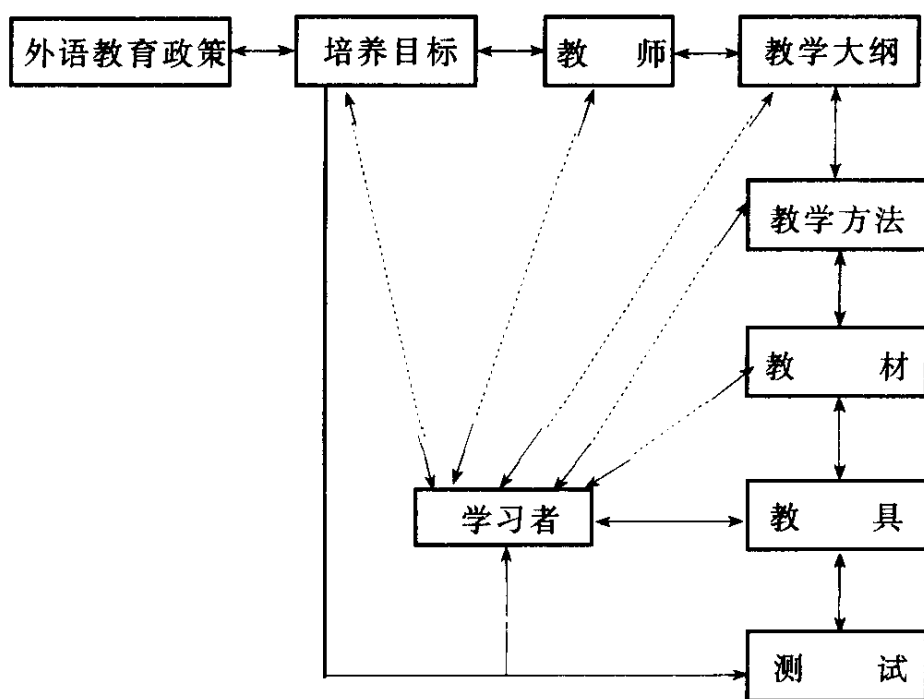 外语教育政策
培养目标
教 师
教学大纲
教学方法
教 材
学习者
教 具
测 试